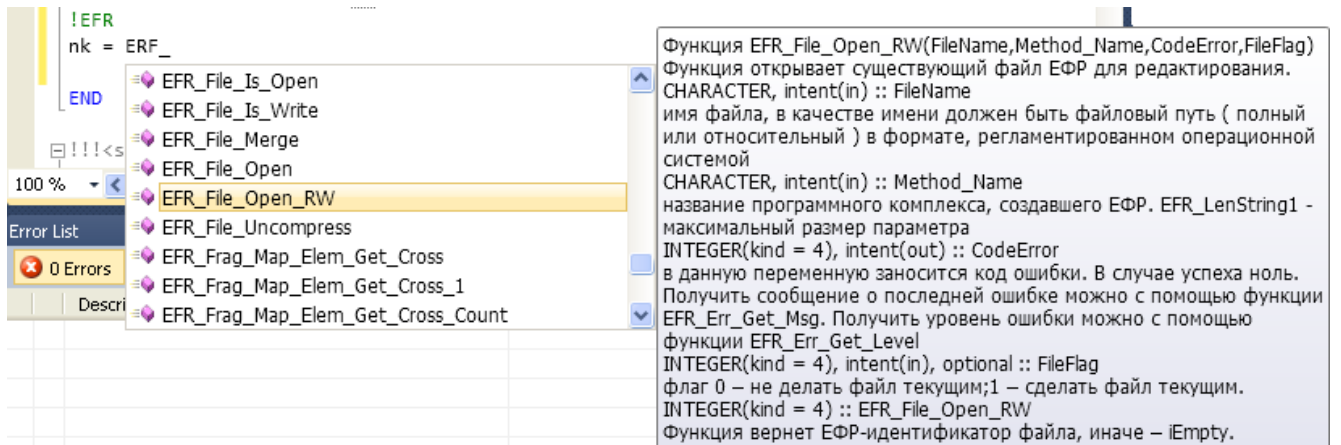 !EFR
nk = ERF_
END
!!!<s
100 %
Error List
0 Errors
Descri
EFR_File_Is_Open
EFR_File_Is_Write
EFR_File_Merge
EFR_File_Open
EFR_File_Open_RW
EFR_File_Uncompress
EFR_Frag_Map_Elem_Get_Cross
EFR_Frag_Map_Elem_Get_Cross_1
EFR_Frag_Map_Elem_Get_Cross_Count
Функция EFR_File_Open_RW(FileName,Method_Name,CodeError,FileFlag)
Функция открывает существующий файл ЕФР для редактирования.
CHARACTER, intent(in) :: FileName
имя файла, в качестве имени должен быть файловый путь ( полный
или относительный ) в формате, регламентированном операционной
системой
CHARACTER, intent(in) :: Method_Name
название программного комплекса, создавшего ЕФР. EFR_LenString1 -
максимальный размер параметра
INTEGER(kind = 4), intent(out) :: CodeError
в данную переменную заносится код ошибки. В случае успеха ноль.
Получить сообщение о последней ошибке можно с помощью функции
EFR_Err_Get_Msg. Получить уровень ошибки можно с помощью
функции EFR_Err_Get_Level
INTEGER(kind = 4), intent(in), optional :: FileFlag
флаг 0 – не делать файл текущим;1 – сделать файл текущим.
INTEGER(kind = 4) :: EFR_File_Open_RW
Функция вернет ЕФР-идентификатор файла, иначе – iEmpty.